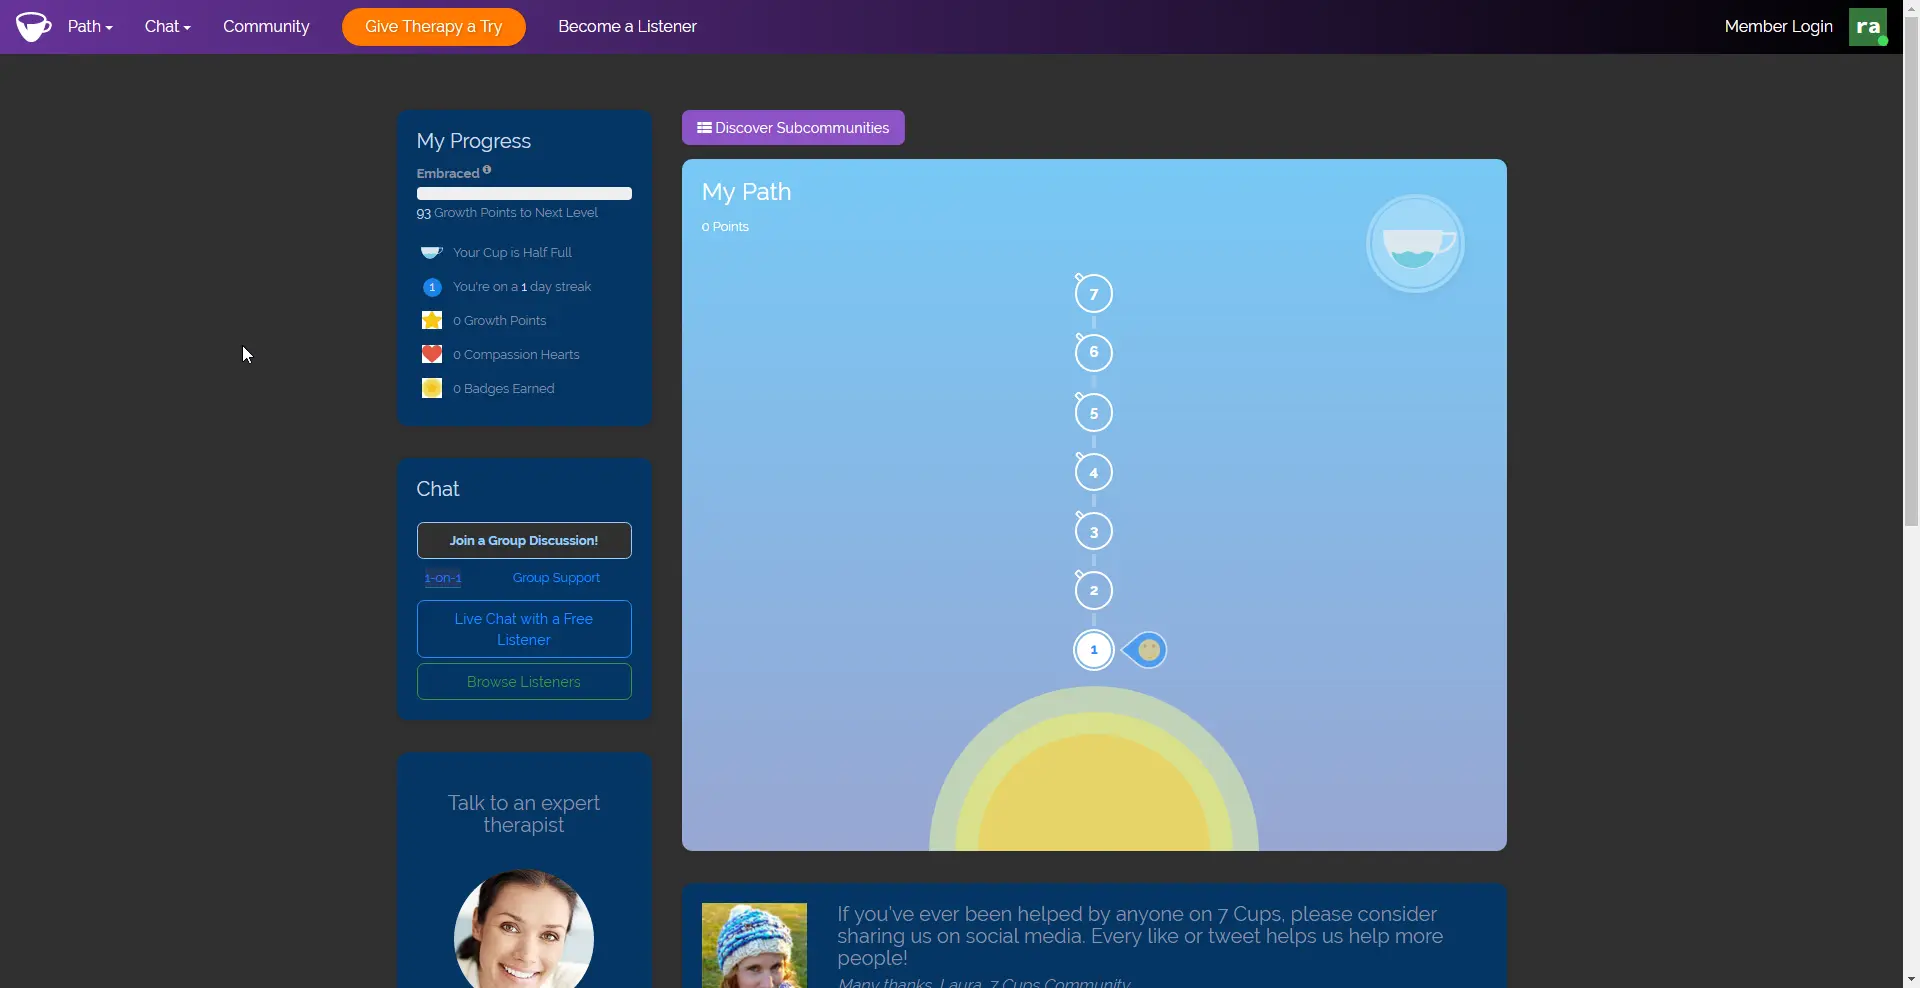 Path
Chat
Community
Give Therapy a Try
Become a Listener
Member Login
ra
My Progress
Embraced
93 Growth Points to Next Level
Your Cup is Half Full
1
You're on a 1 day streak
0 Growth Points
0 Compassion Hearts
0 Badges Earned
Chat
Join a Group Discussion!
1-on-1
Group Support
Live Chat with a Free
Listener
Browse Listeners
Talk to an expert
therapist
Discover Subcommunities
My Path
0 Points
7
6
5
4
3
2
1
If you've ever been helped by anyone on 7 Cups, please consider
sharing us on social media. Every like or tweet helps us help more
people!
Many thanks, Laura, 7 Cups Community